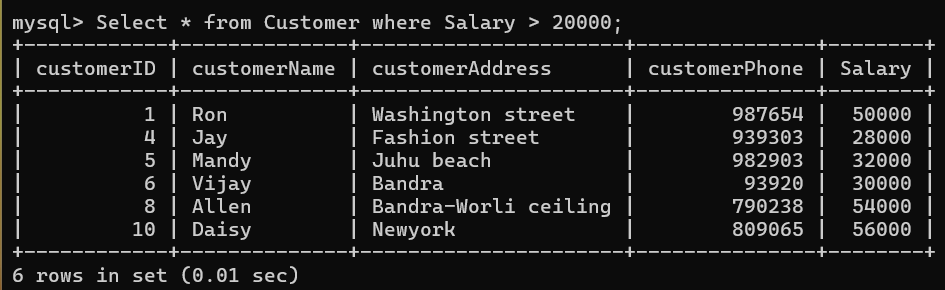 mysql> Select * from Customer where Salary > 20000;
+------------+--------------+-----------------------+---------------+--------+
| customerID | customerName | customerAddress       | customerPhone | Salary |
+------------+--------------+-----------------------+---------------+--------+
|          1 | Ron          | Washington street     |        987654 |  50000 |
|          4 | Jay          | Fashion street        |        939303 |  28000 |
|          5 | Mandy        | Juhu beach            |        982903 |  32000 |
|          6 | Vijay        | Bandra                |         93920 |  30000 |
|          8 | Allen        | Bandra-Worli ceiling  |        790238 |  54000 |
|         10 | Daisy        | Newyork               |        809065 |  56000 |
+------------+--------------+-----------------------+---------------+--------+
6 rows in set (0.01 sec)